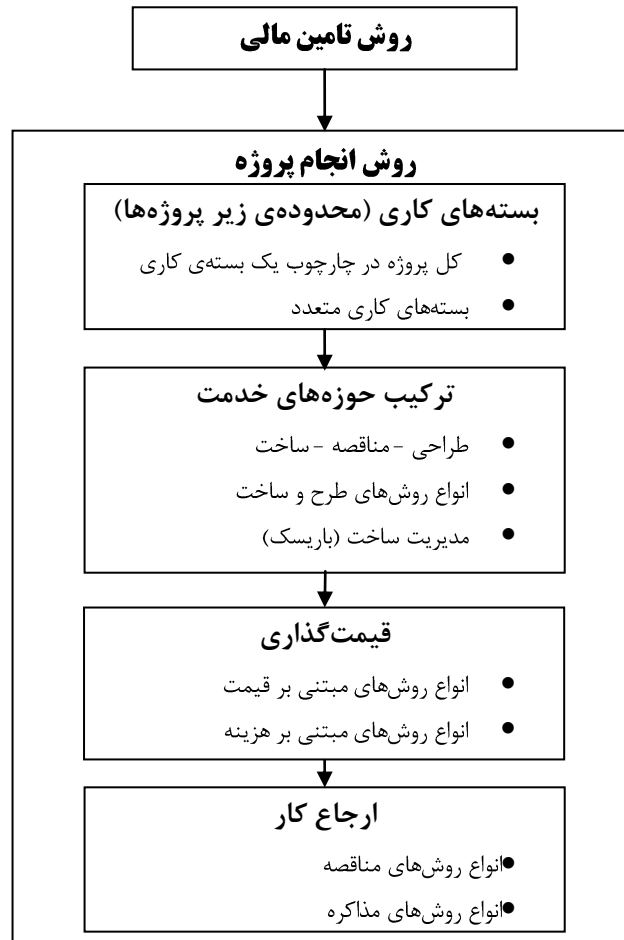 روش تامین مالی
روش انجام پروژه
بسته‌های کاری (محدوده‌ی زیر پروژه‌ها)
● کل پروژه در چارچوب یک بسته‌ی کاری
● بسته‌های کاری متعدد
ترکیب حوزه‌های خدمت
● طراحی - مناقصه - ساخت
● انواع روش‌های طرح و ساخت
● مدیریت ساخت (باریسک)
قیمت‌گذاری
● انواع روش‌های مبتنی بر قیمت
● انواع روش‌های مبتنی بر هزینه
ارجاع کار
●انواع روش‌های مناقصه
●انواع روش‌های مذاکره